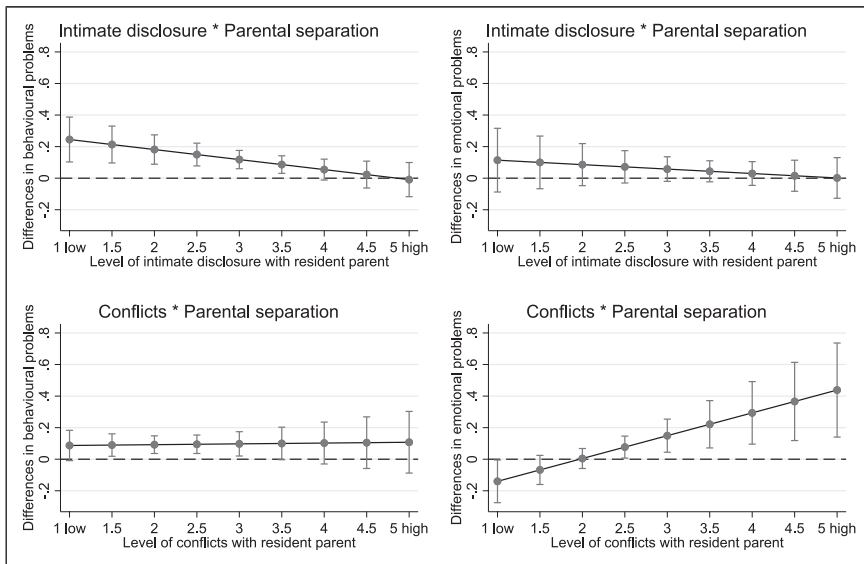 Intimate disclosure * Parental separation
Differences in behavioural problems
.8
.6
.4
.2
0
-.2
1 low 1.5 2 2.5 3 3.5 4 4.5 5 high
Level of intimate disclosure with resident parent
Intimate disclosure * Parental separation
Differences in emotional problems
.8
.6
.4
.2
0
-.2
1 low 1.5 2 2.5 3 3.5 4 4.5 5 high
Level of intimate disclosure with resident parent
Conflicts * Parental separation
Differences in behavioural problems
.8
.6
.4
.2
0
-.2
1 low 1.5 2 2.5 3 3.5 4 4.5 5 high
Level of conflicts with resident parent
Conflicts * Parental separation
Differences in emotional problems
.8
.6
.4
.2
0
-.2
1 low 1.5 2 2.5 3 3.5 4 4.5 5 high
Level of conflicts with resident parent